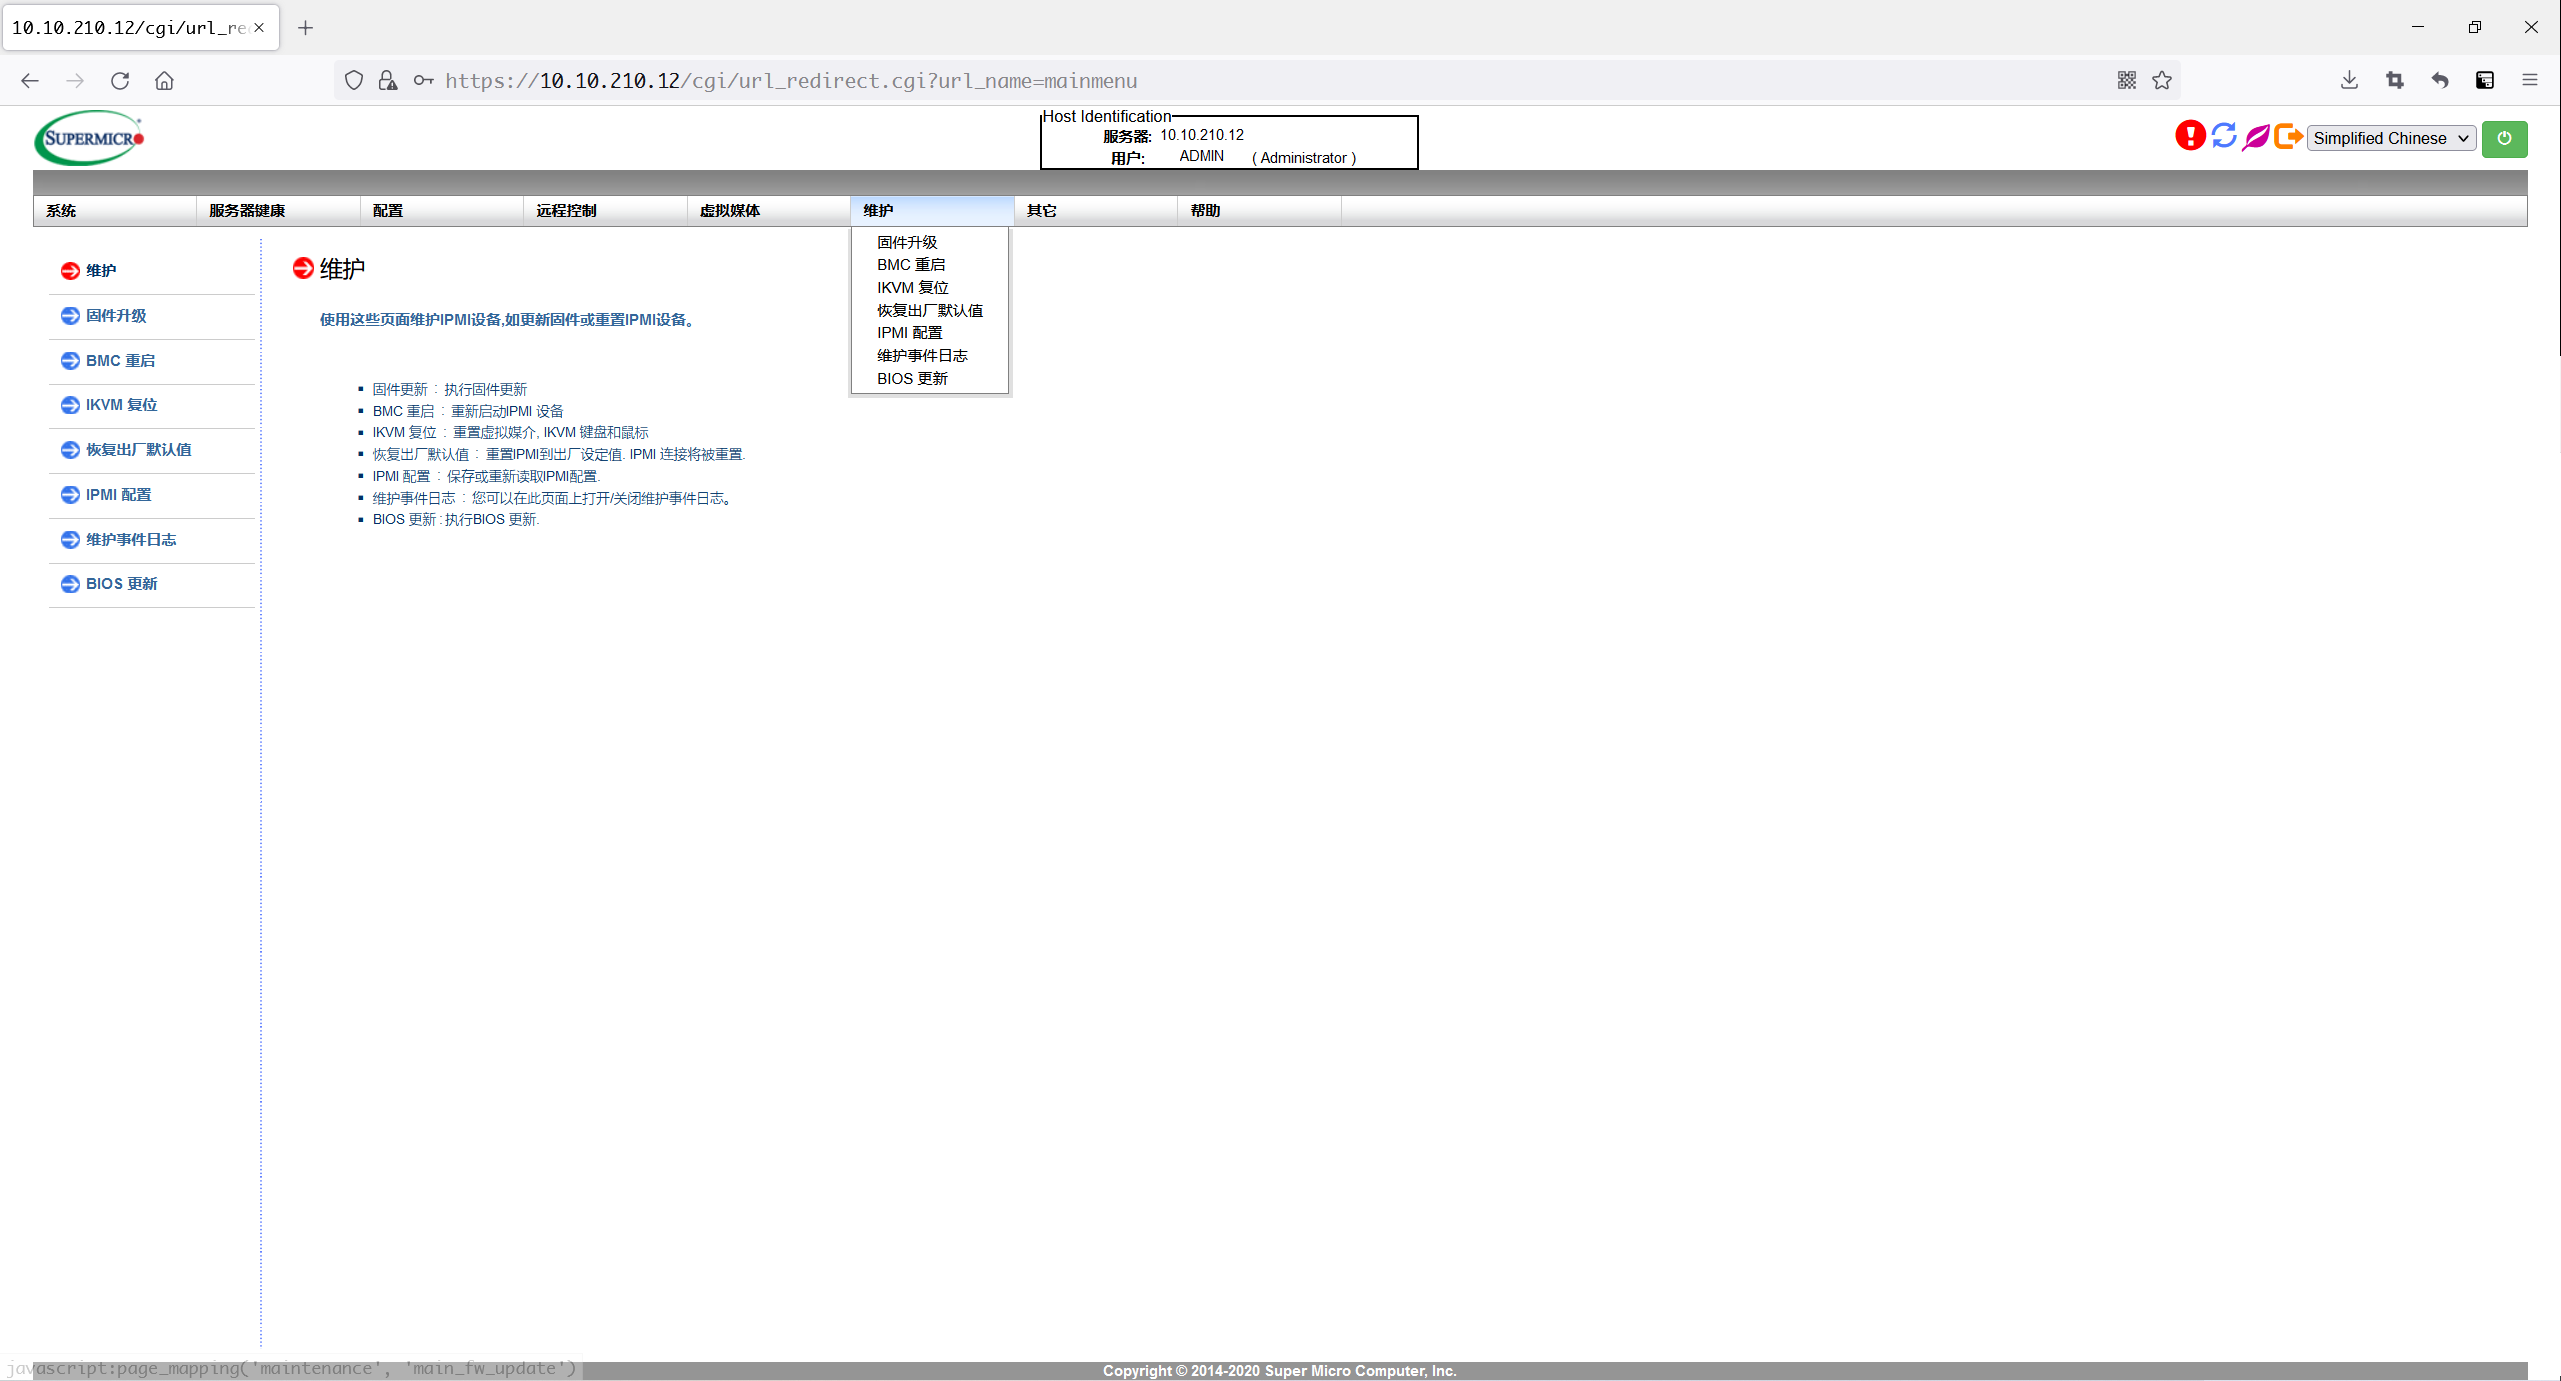 10.10.210.12/cgi/url_re
https://10.10.210.12/cgi/url_redirect.cgi?url_name=mainmenu
SUPERMICR
Host Identification
服务器: 10.10.210.12
用户: ADMIN ( Administrator )
Simplified Chinese
系统 服务器健康 配置 远程控制 虚拟媒体 维护 其它 帮助
固件升级
BMC 重启
IKVM 复位
恢复出厂默认值
IPMI 配置
维护事件日志
BIOS 更新
维护
固件升级
BMC 重启
IKVM 复位
恢复出厂默认值
IPMI 配置
维护事件日志
BIOS 更新
维护
使用这些页面维护IPMI设备,如更新固件或重置IPMI设备。
固件更新 : 执行固件更新
BMC 重启 : 重新启动IPMI 设备
IKVM 复位 : 重置虚拟媒介, IKVM 键盘和鼠标
恢复出厂默认值 : 重置IPMI到出厂设定值. IPMI 连接将被重置.
IPMI 配置 : 保存或重新读取IPMI配置.
维护事件日志 : 您可以在此页面上打开/关闭维护事件日志。
BIOS 更新 : 执行BIOS 更新.
javascript:page_mapping('maintenance', 'main_fw_update')
Copyright © 2014-2020 Super Micro Computer, Inc.